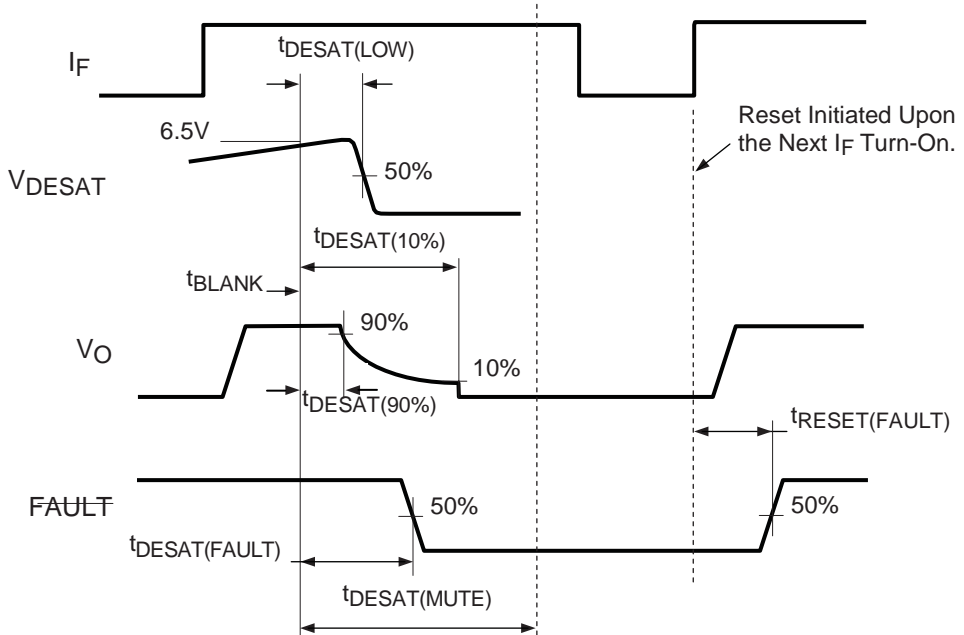 IF
tDESAT(LOW)
Reset Initiated Upon
the Next IF Turn-On.
6.5V
VDESAT
50%
tDESAT(10%)
tBLANK
90%
VO
10%
tDESAT(90%)
tRESET(FAULT)
FAULT
50%
50%
tDESAT(FAULT)
tDESAT(MUTE)